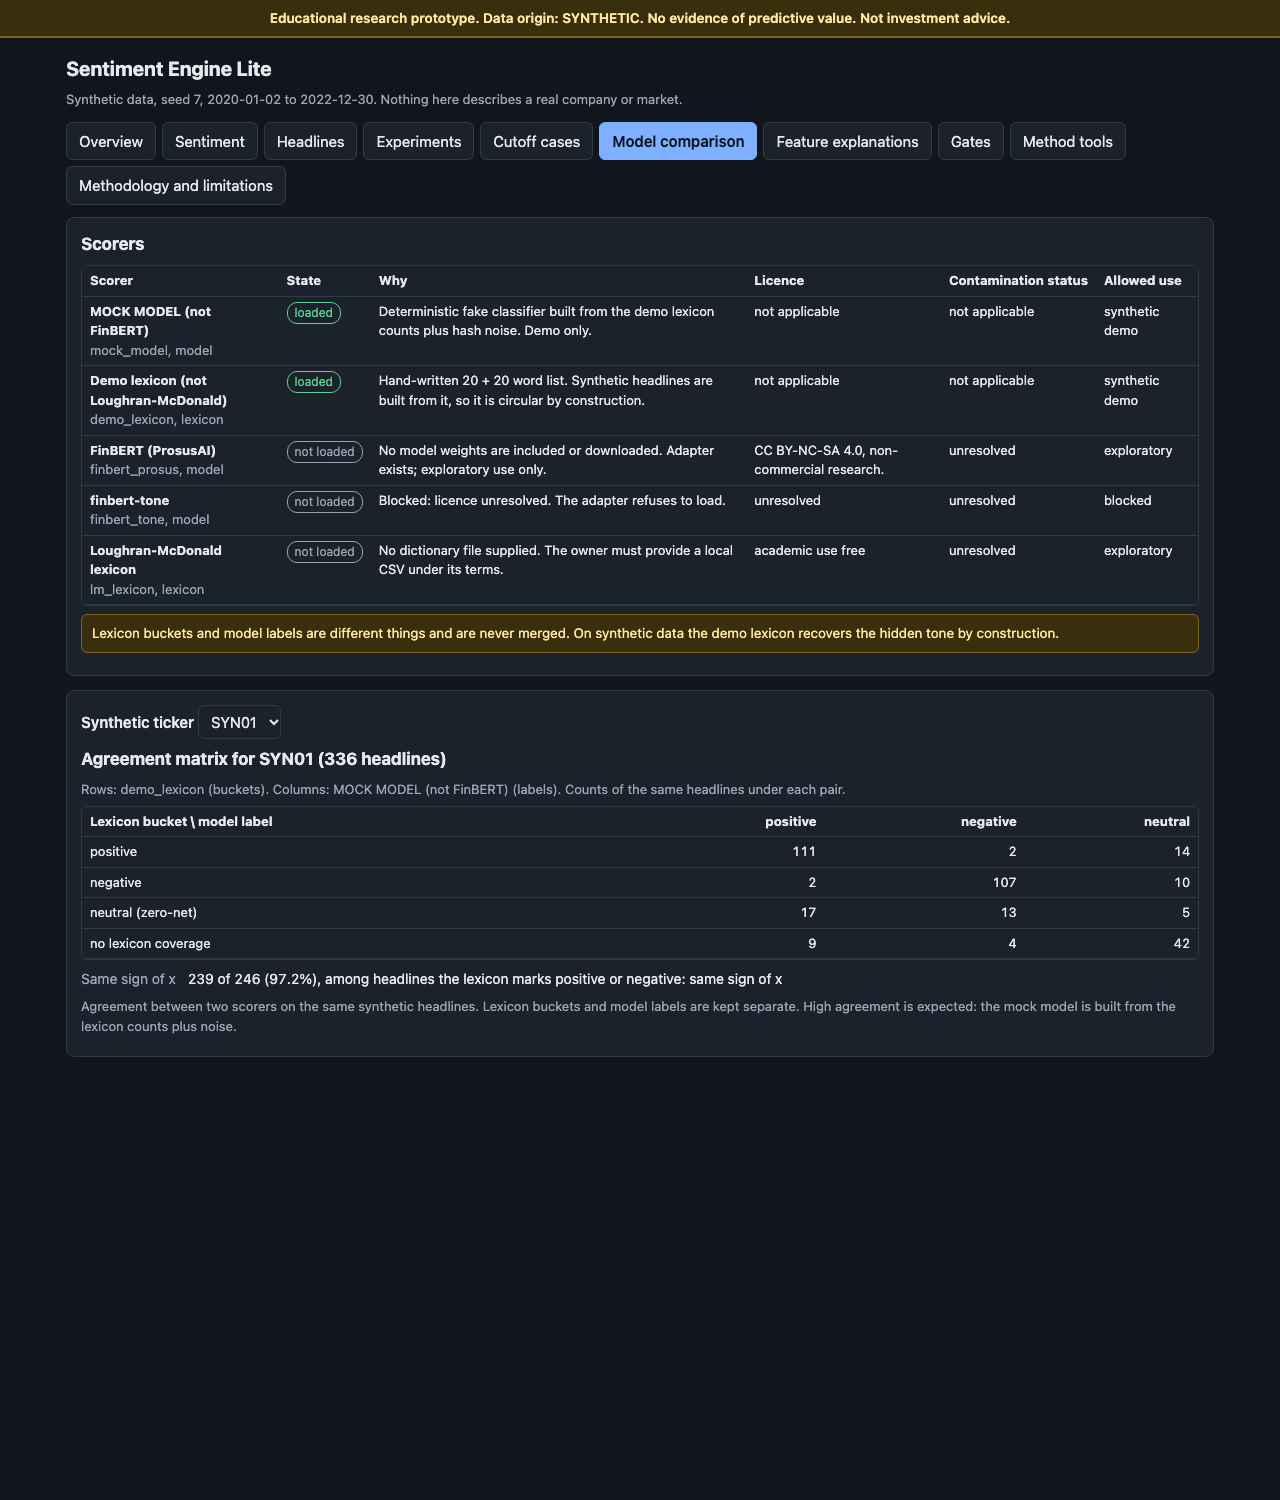 Educational research prototype. Data origin: SYNTHETIC. No evidence of predictive value. Not investment advice.
Sentiment Engine Lite
Synthetic data, seed 7, 2020-01-02 to 2022-12-30. Nothing here describes a real company or market.
Overview Sentiment Headlines Experiments Cutoff cases Model comparison Feature explanations Gates Method tools
Methodology and limitations
Scorers
Scorer State Why Licence Contamination status Allowed use
MOCK MODEL (not loaded Deterministic fake classifier built from the demo lexicon not applicable not applicable synthetic
FinBERT) counts plus hash noise. Demo only. demo
mock_model, model
Demo lexicon (not loaded Hand-written 20 + 20 word list. Synthetic headlines are not applicable not applicable synthetic
Loughran-McDonald) built from it, so it is circular by construction. demo
demo_lexicon, lexicon
FinBERT (ProsusAI) not loaded No model weights are included or downloaded. Adapter CC BY-NC-SA 4.0, non- unresolved exploratory
finbert_prosus, model exists; exploratory use only. commercial research.
finbert-tone not loaded Blocked: licence unresolved. The adapter refuses to load. unresolved unresolved blocked
finbert_tone, model
Loughran-McDonald not loaded No dictionary file supplied. The owner must provide a local academic use free unresolved exploratory
lexicon CSV under its terms.
lm_lexicon, lexicon
Lexicon buckets and model labels are different things and are never merged. On synthetic data the demo lexicon recovers the hidden tone by construction.
Synthetic ticker SYN01
Agreement matrix for SYN01 (336 headlines)
Rows: demo_lexicon (buckets). Columns: MOCK MODEL (not FinBERT) (labels). Counts of the same headlines under each pair.
Lexicon bucket \ model label positive negative neutral
positive 111 2 14
negative 2 107 10
neutral (zero-net) 17 13 5
no lexicon coverage 9 4 42
Same sign of x 239 of 246 (97.2%), among headlines the lexicon marks positive or negative: same sign of x
Agreement between two scorers on the same synthetic headlines. Lexicon buckets and model labels are kept separate. High agreement is expected: the mock model is built from the
lexicon counts plus noise.